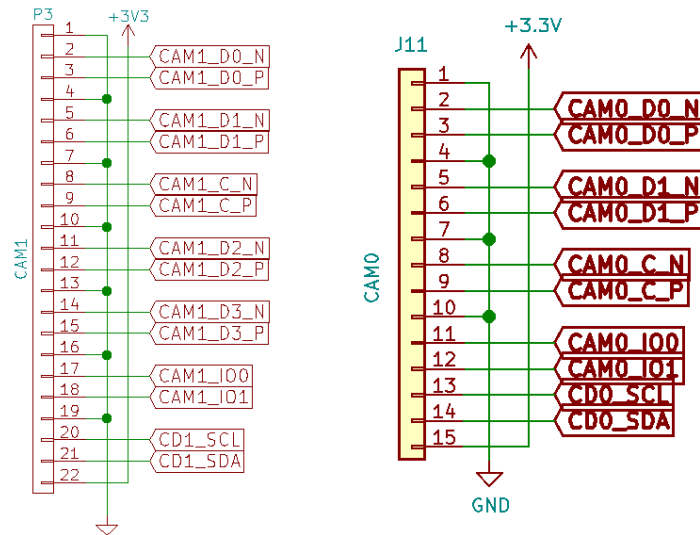 P3
+3V3
1
2 CAM1_D0_N
3 CAM1_D0_P
4
5 CAM1_D1_N
6 CAM1_D1_P
7
8 CAM1_C_N
9 CAM1_C_P
10
11 CAM1_D2_N
12 CAM1_D2_P
13
14 CAM1_D3_N
15 CAM1_D3_P
16
17 CAM1_IO0
18 CAM1_IO1
19
20 CD1_SCL
21 CD1_SDA
22
CAM1
+3.3V
J11
1
2 CAM0_D0_N
3 CAM0_D0_P
4
5 CAM0_D1_N
6 CAM0_D1_P
7
8 CAM0_C_N
9 CAM0_C_P
10
11 CAM0_IO0
12 CAM0_IO1
13 CD0_SCL
14 CD0_SDA
15
CAM0
GND